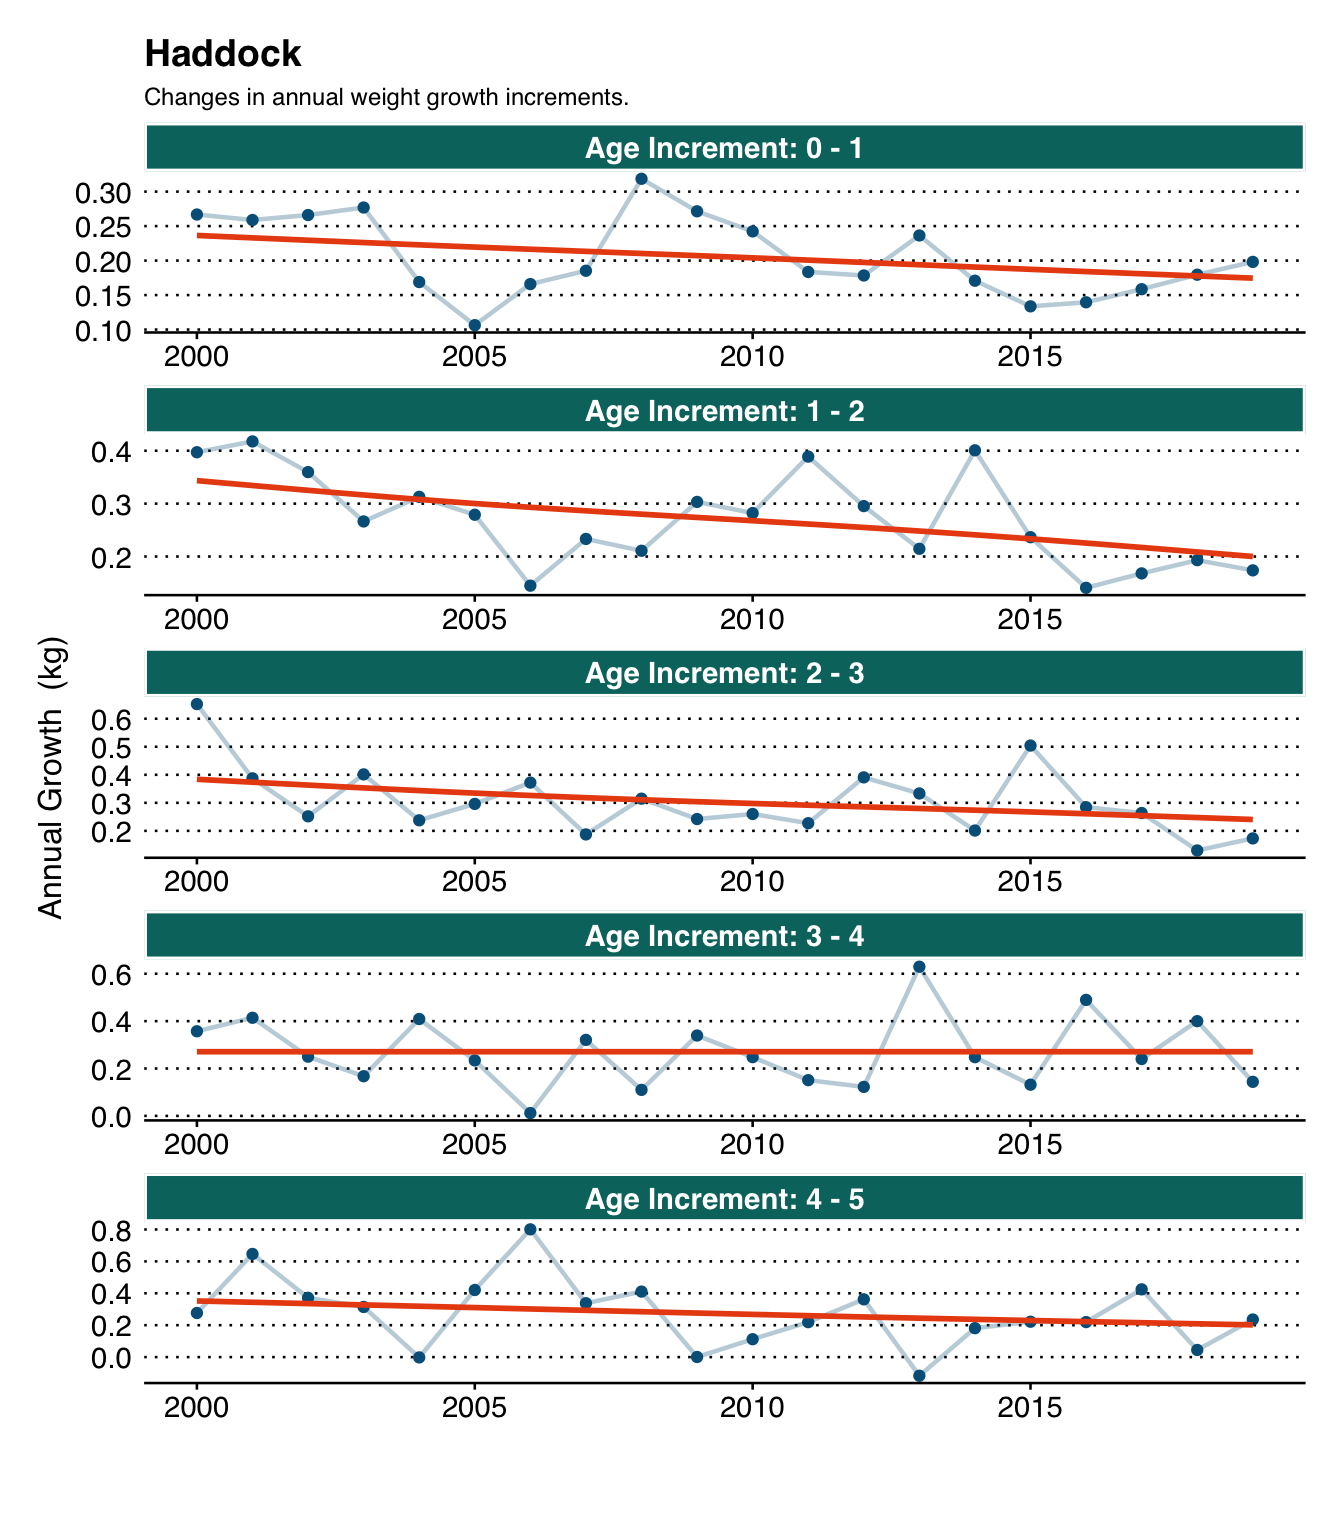 Haddock
Changes in annual weight growth increments.
Age Increment: 0 - 1
0.30
0.25
0.20
0.15
0.10
2000 2005 2010 2015
Age Increment: 1 - 2
0.4
0.3
0.2
2000 2005 2010 2015
Annual Growth (kg)
Age Increment: 2 - 3
0.6
0.5
0.4
0.3
0.2
2000 2005 2010 2015
Age Increment: 3 - 4
0.6
0.4
0.2
0.0
2000 2005 2010 2015
Age Increment: 4 - 5
0.8
0.6
0.4
0.2
0.0
2000 2005 2010 2015